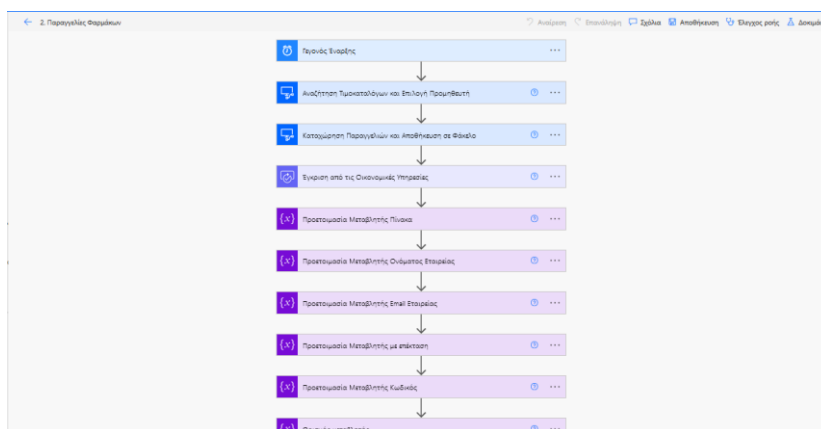 2. Παραγγελίες Φαρμάκων
Αναίρεση Επανάληψη Σχόλια Αποθήκευση Έλεγχος ροής Δοκιμή
Γεγονός Έναρξης
Αναζήτηση Τιμοκαταλόγων και Επιλογή Προμηθευτή
Καταχώρηση Παραγγελιών και Αποθήκευση σε Φάκελο
Έγκριση από τις Οικονομικές Υπηρεσίες
{x} Προετοιμασία Μεταβλητής Πίνακα
{x} Προετοιμασία Μεταβλητής Ονόματος Εταιρείας
{x} Προετοιμασία Μεταβλητής Email Εταιρείας
{x} Προετοιμασία Μεταβλητής με επέκταση
{x} Προετοιμασία Μεταβλητής Κωδικός
{x}